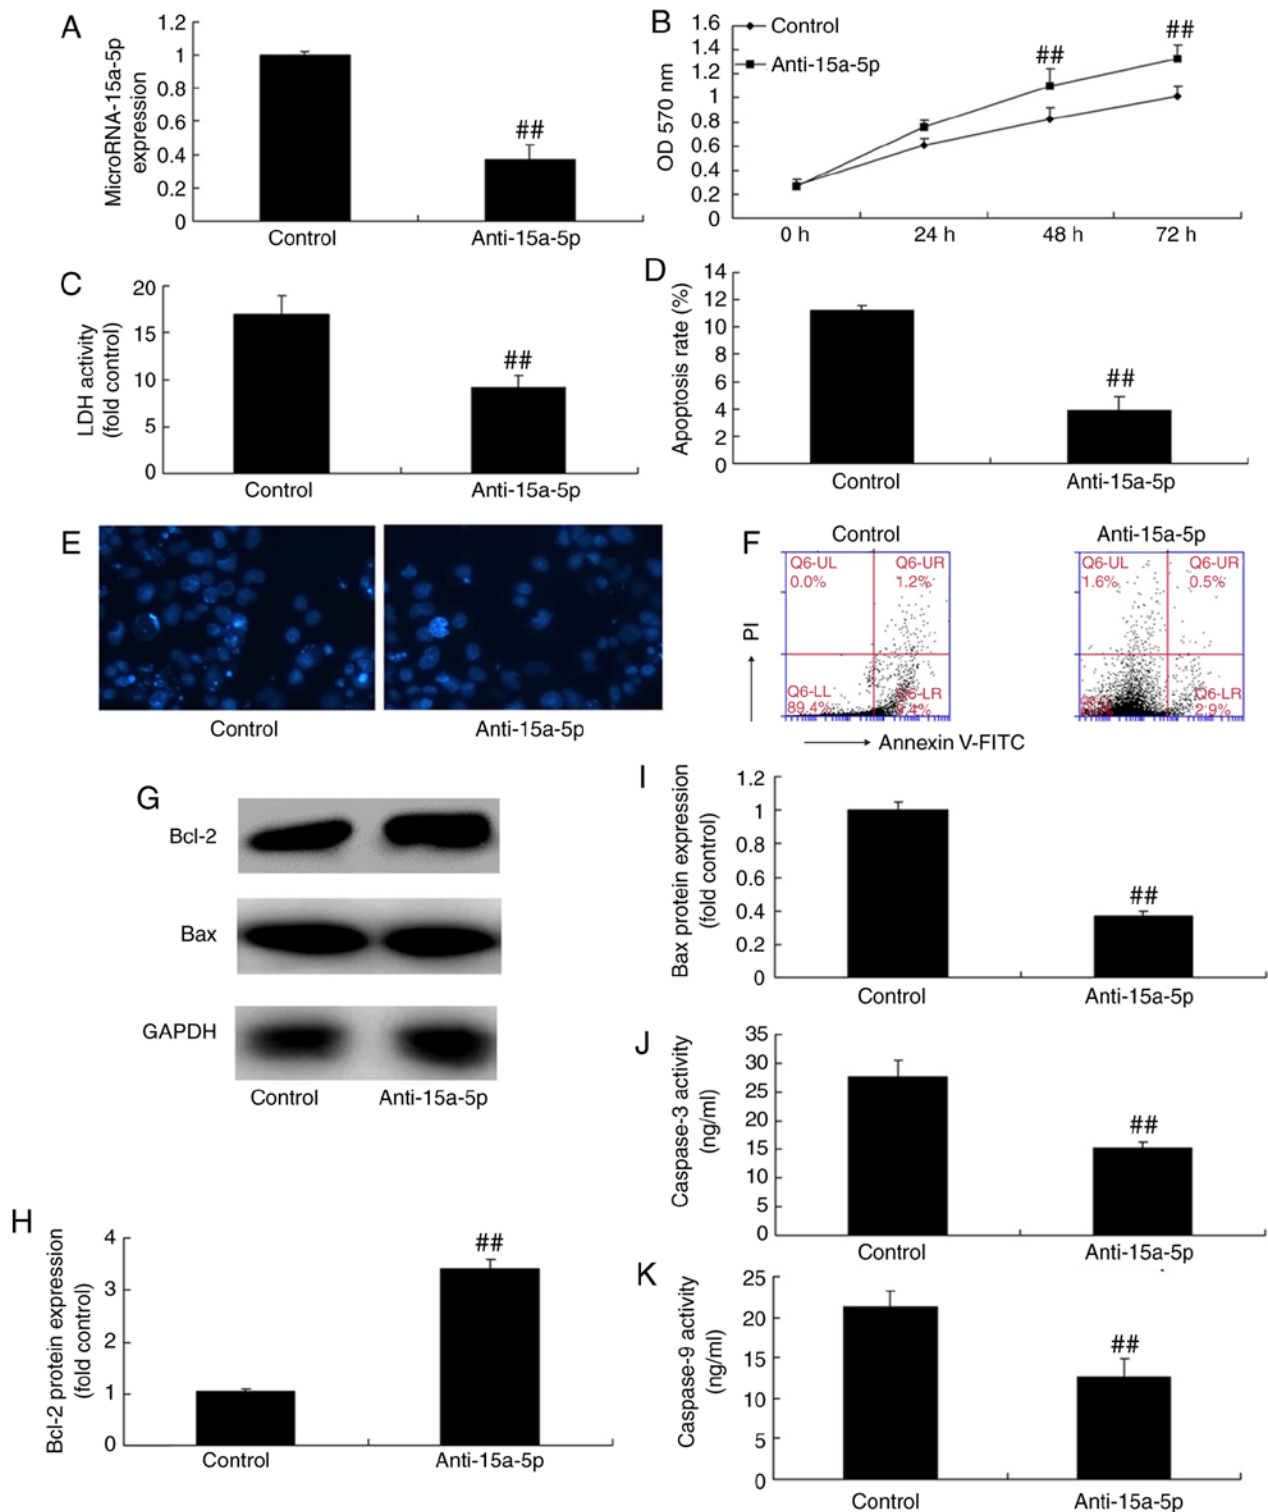 A
MicroRNA-15a-5p
expression
1.2
1
0.8
0.6
0.4
0.2
0
##
Control
Anti-15a-5p
B
OD 570 nm
1.6
1.4
1.2
1
0.8
0.6
0.4
0.2
0
Control
Anti-15a-5p
##
##
0 h
24 h
48 h
72 h
C
LDH activity
(fold control)
20
15
10
5
0
##
Control
Anti-15a-5p
D
Apoptosis rate (%)
14
12
10
8
6
4
2
0
##
Control
Anti-15a-5p
E
Control
Anti-15a-5p
F
Control
Anti-15a-5p
PI
Q6-UL
0.0%
Q6-UR
1.2%
Q6-LL
89.4%
Q6-LR
9.4%
Q6-UL
1.6%
Q6-UR
0.5%
Q6-LR
2.9%
Annexin V-FITC
G
Bcl-2
Bax
GAPDH
Control
Anti-15a-5p
H
Bcl-2 protein expression
(fold control)
4
3
2
1
0
##
Control
Anti-15a-5p
I
Bax protein expression
(fold control)
1.2
1
0.8
0.6
0.4
0.2
0
##
Control
Anti-15a-5p
J
Caspase-3 activity
(ng/ml)
35
30
25
20
15
10
5
0
##
Control
Anti-15a-5p
K
Caspase-9 activity
(ng/ml)
25
20
15
10
5
0
##
Control
Anti-15a-5p